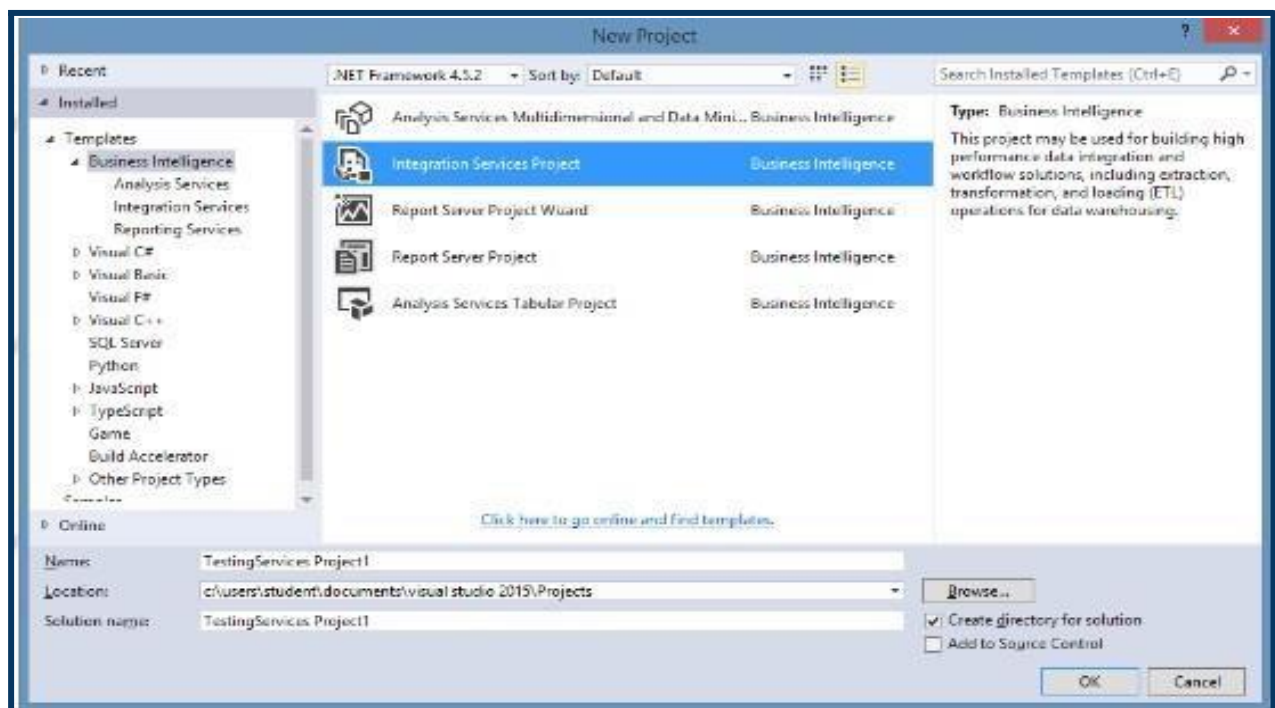 New Project
?
Recent
.NET Framework 4.5.2
Sort by: Default
Search Installed Templates (Ctrl+E)
Installed
Templates
Business Intelligence
Analysis Services
Integration Services
Reporting Services
Visual C#
Visual Basic
Visual F#
Visual C++
SQL Server
Python
JavaScript
TypeScript
Game
Build Accelerator
Other Project Types
Samples
Online
Analysis Services Multidimensional and Data Mini... Business Intelligence
Integration Services Project Business Intelligence
Report Server Project Wizard Business Intelligence
Report Server Project Business Intelligence
Analysis Services Tabular Project Business Intelligence
Click here to go online and find templates.
Type: Business Intelligence
This project may be used for building high
performance data integration and
workflow solutions, including extraction,
transformation, and loading (ETL)
operations for data warehousing.
Name: TestingServices Project1
Location: c:\users\student\documents\visual studio 2015\Projects
Browse...
Solution name: TestingServices Project1
Create directory for solution
Add to Source Control
OK Cancel